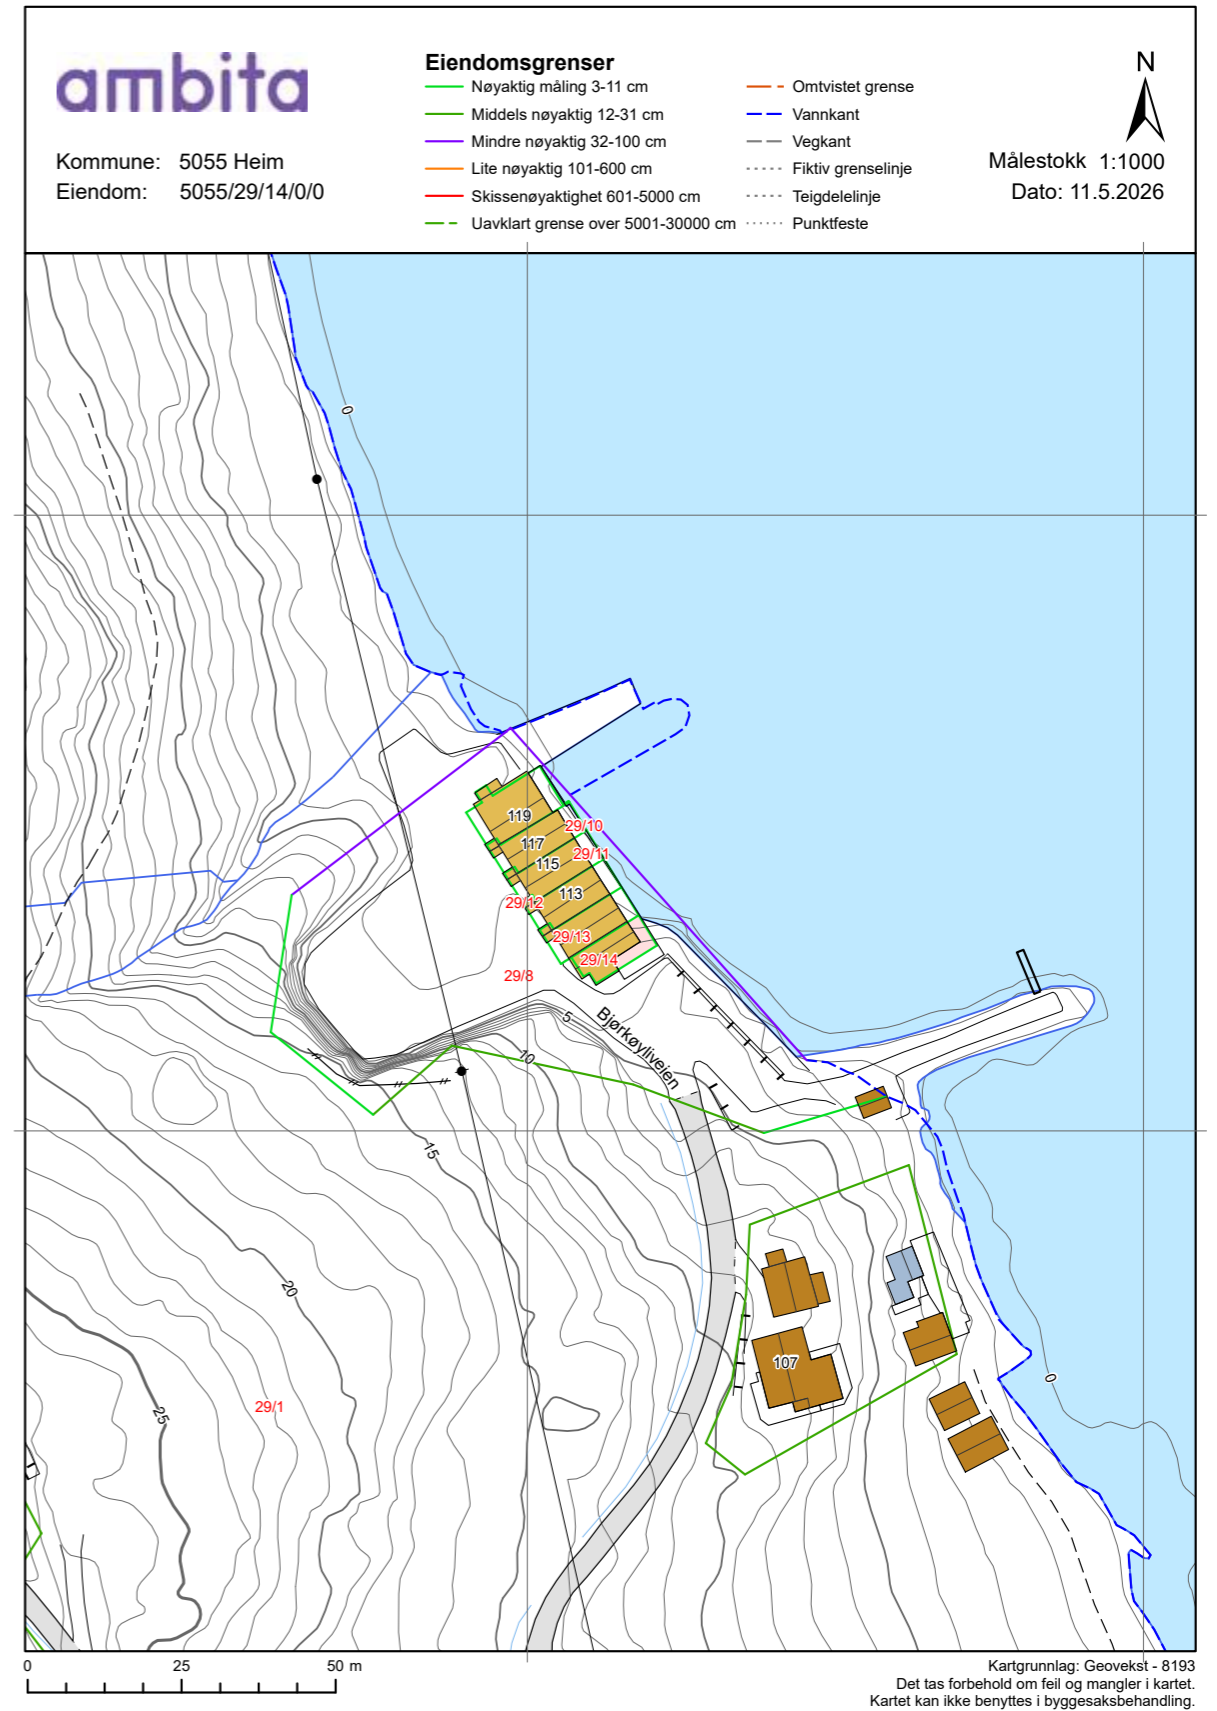 ambita
Kommune: 5055 Heim
Eiendom: 5055/29/14/0/0
Eiendomsgrenser
Nøyaktig måling 3-11 cm
Middels nøyaktig 12-31 cm
Mindre nøyaktig 32-100 cm
Lite nøyaktig 101-600 cm
Skissenøyaktighet 601-5000 cm
Uavklart grense over 5001-30000 cm
Omtvistet grense
Vannkant
Vegkant
Fiktiv grenselinje
Teigdelelinje
Punktfeste
N
Målestokk 1:1000
Dato: 11.5.2026
0
119
29/10
117
29/11
115
113
29/12
29/13
29/14
29/8
5
Bjørkøyliveien
10
15
20
107
0
29/1
25
0 25 50 m
Kartgrunnlag: Geovekst - 8193
Det tas forbehold om feil og mangler i kartet.
Kartet kan ikke benyttes i byggesaksbehandling.